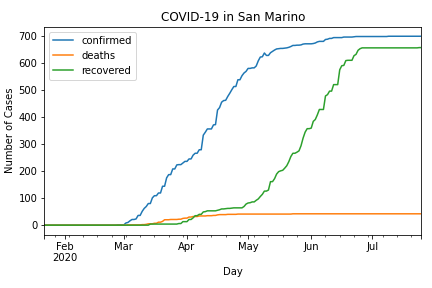 COVID-19 in San Marino
confirmed
deaths
recovered
Number of Cases
700
600
500
400
300
200
100
0
Feb Mar Apr May Jun Jul
2020
Day